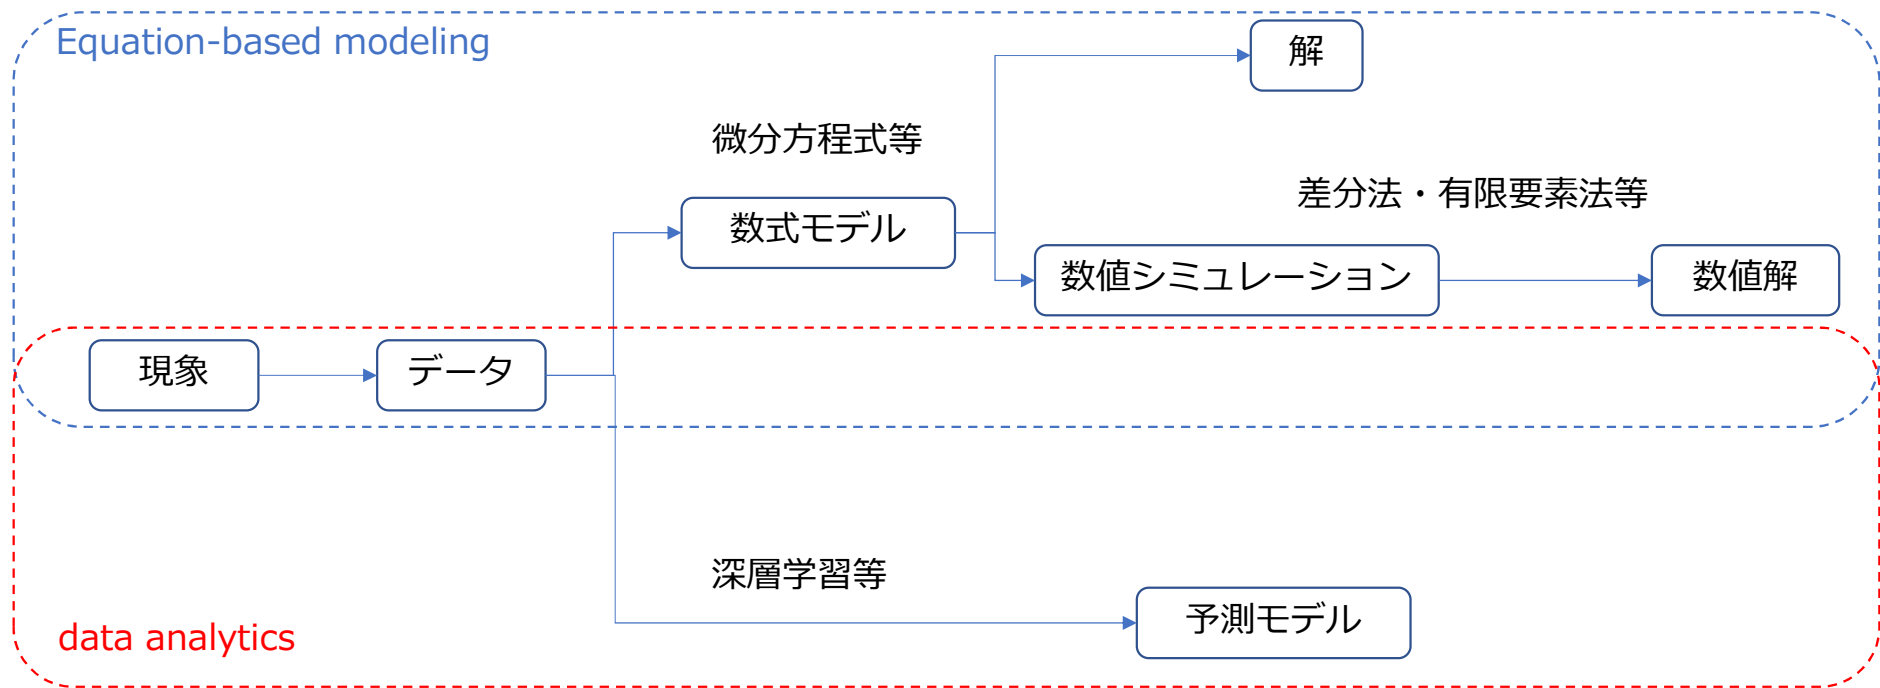 Equation-based modeling
解
微分方程式等
差分法・有限要素法等
数式モデル
数値シミュレーション
数値解
現象
データ
深層学習等
予測モデル
data analytics